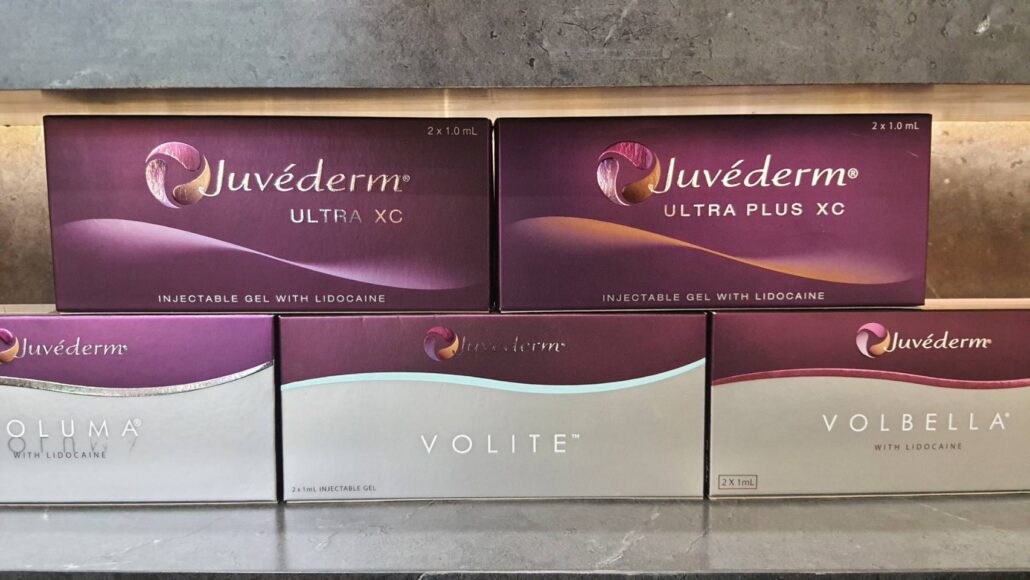 2 x 1.0 mL
Juvéderm®
ULTRA XC
INJECTABLE GEL WITH LIDOCAINE
2 x 1.0 mL
Juvéderm®
ULTRA PLUS XC
INJECTABLE GEL WITH LIDOCAINE
Juvéderm®
OLUMA®
WITH LIDOCAINE
Juvéderm®
VOLITE™
2 x 1mL INJECTABLE GEL
Juvéderm®
VOLBELLA®
WITH LIDOCAINE
2 X 1mL